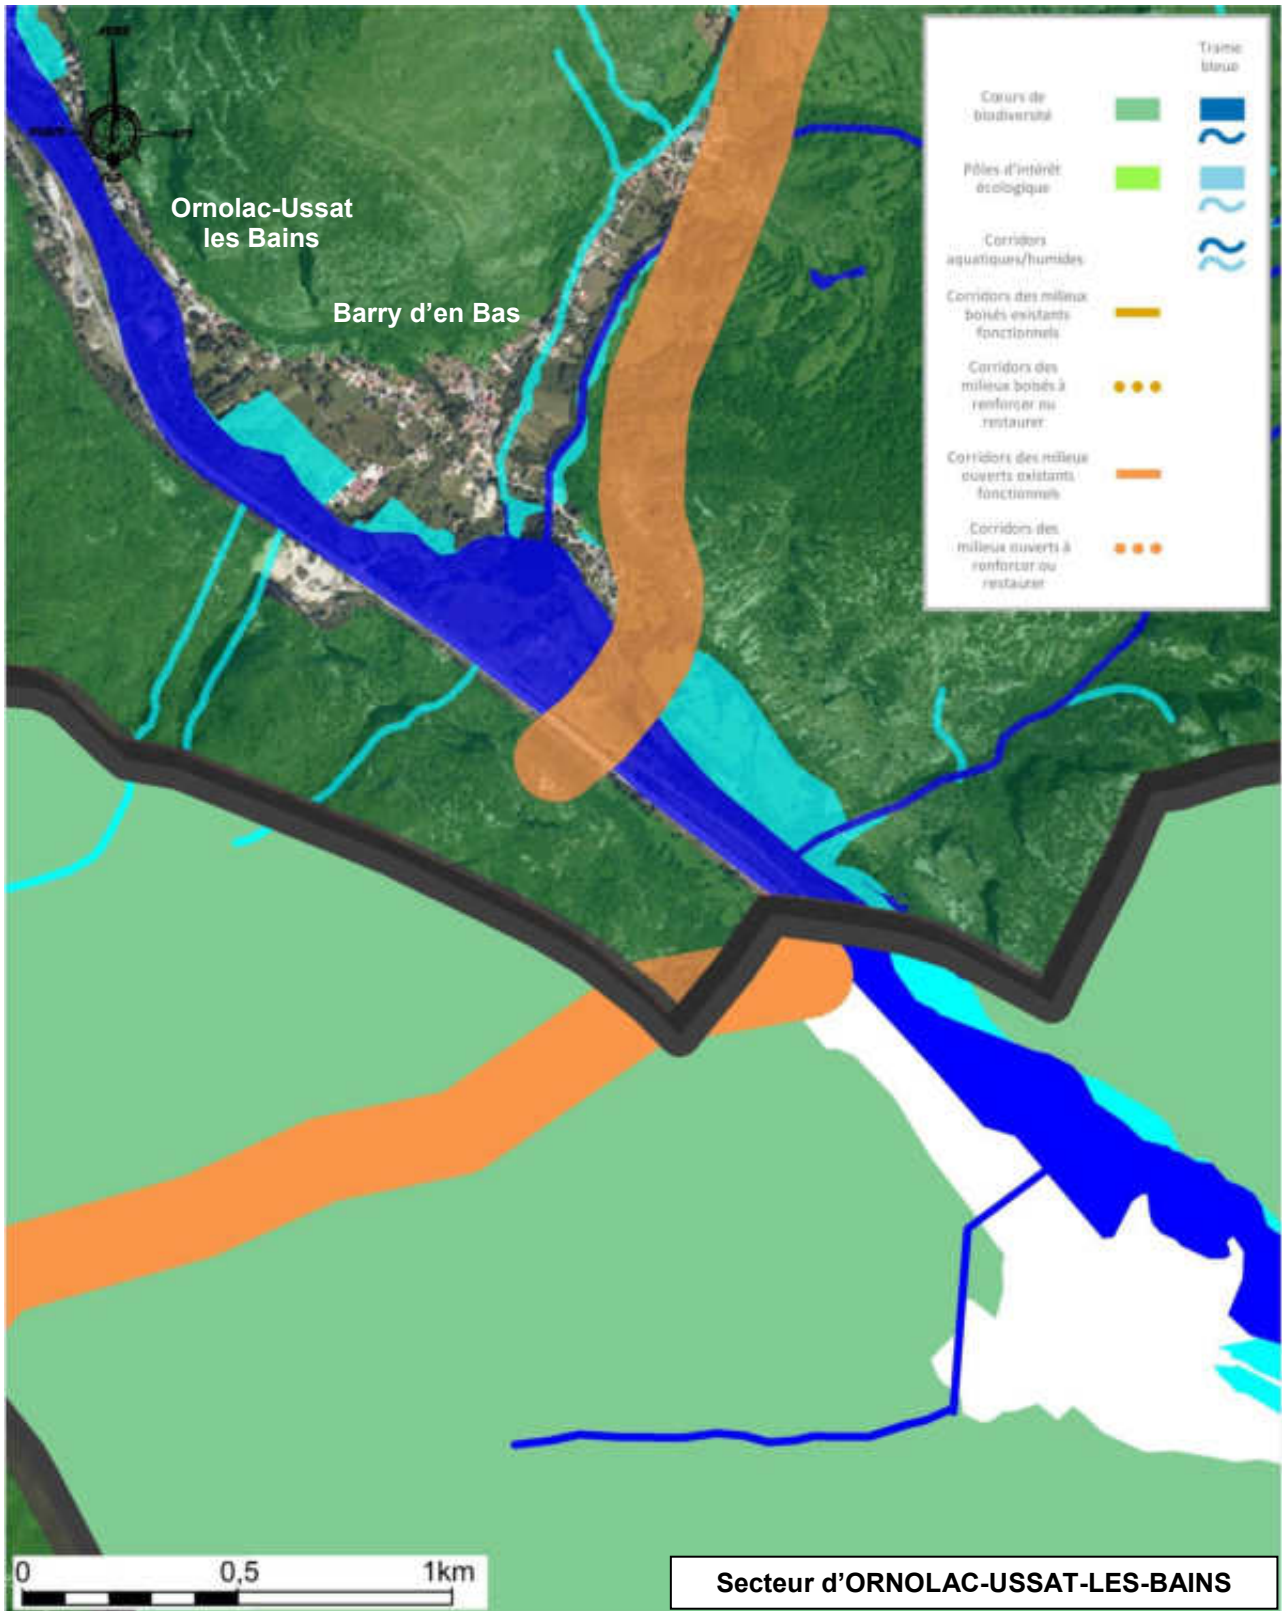 Trame
bleue
Cœurs de
biodiversité
Pôles d'intérêt
écologique
Corridors
aquatiques/humides
Corridors des milieux
boisés existants
fonctionnels
Corridors des
milieux boisés à
renforcer ou
restaurer
Corridors des milieux
ouverts existants
fonctionnels
Corridors des
milieux ouverts à
renforcer ou
restaurer
Ornolac-Ussat
les Bains
Barry d'en Bas
0 0,5 1km
Secteur d'ORNOLAC-USSAT-LES-BAINS